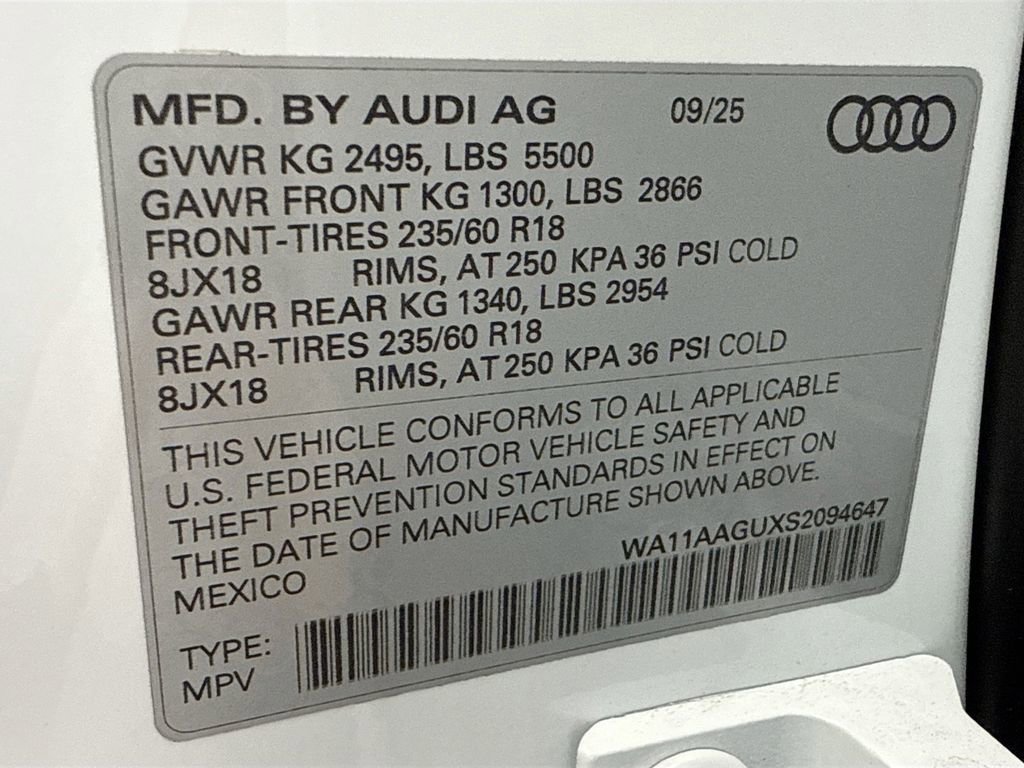 MFD. BY AUDI AG 09/25
GVWR KG 2495, LBS 5500
GAWR FRONT KG 1300, LBS 2866
FRONT-TIRES 235/60 R18
8JX18 RIMS, AT 250 KPA 36 PSI COLD
GAWR REAR KG 1340, LBS 2954
REAR-TIRES 235/60 R18
8JX18 RIMS, AT 250 KPA 36 PSI COLD
THIS VEHICLE CONFORMS TO ALL APPLICABLE
U.S. FEDERAL MOTOR VEHICLE SAFETY AND
THEFT PREVENTION STANDARDS IN EFFECT ON
THE DATE OF MANUFACTURE SHOWN ABOVE.
MEXICO WA11AAGUXS2094647
TYPE:
MPV